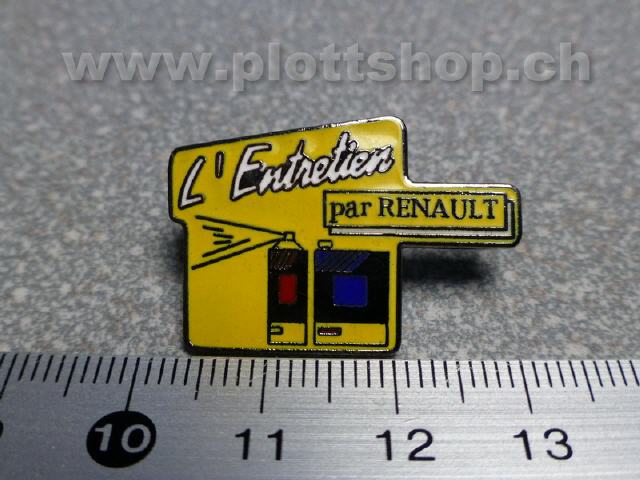 www.plottshop.ch
L'Entretien
par RENAULT
10 11 12 13